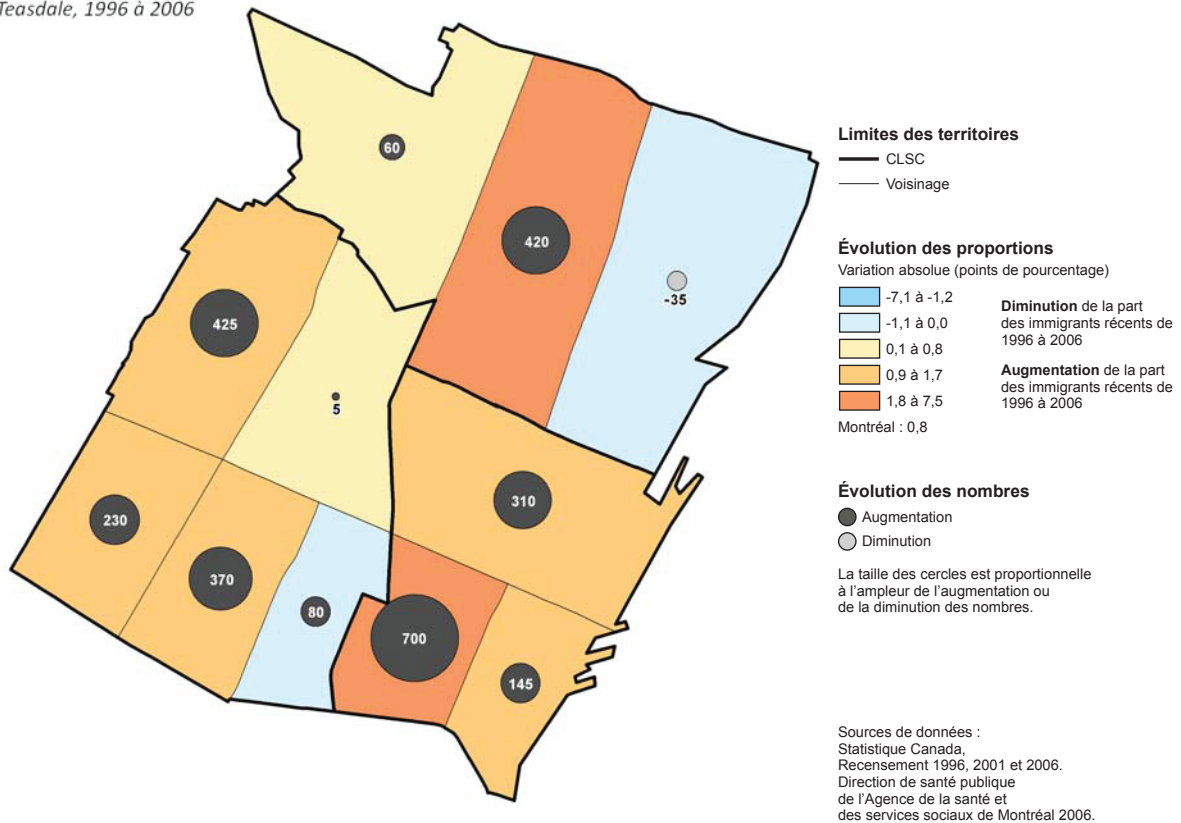 Teasdale, 1996 à 2006
60
420
-35
425
5
310
230
370
80
700
145
Limites des territoires
CLSC
Voisinage
Évolution des proportions
Variation absolue (points de pourcentage)
-7,1 à -1,2
-1,1 à 0,0
0,1 à 0,8
0,9 à 1,7
1,8 à 7,5
Diminution de la part
des immigrants récents de
1996 à 2006
Augmentation de la part
des immigrants récents de
1996 à 2006
Montréal : 0,8
Évolution des nombres
Augmentation
Diminution
La taille des cercles est proportionnelle
à l'ampleur de l'augmentation ou
de la diminution des nombres.
Sources de données :
Statistique Canada,
Recensement 1996, 2001 et 2006.
Direction de santé publique
de l'Agence de la santé et
des services sociaux de Montréal 2006.